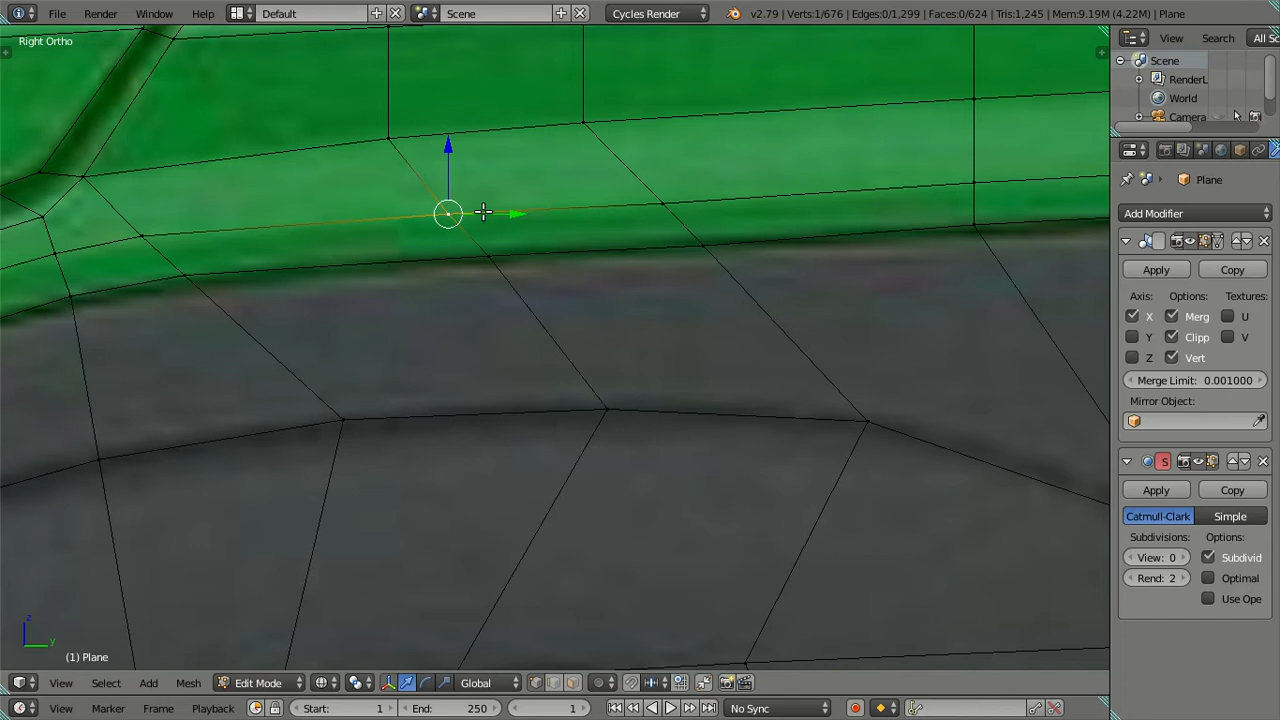 File Render Window Help Default Scene Cycles Render v2.79 | Verts:1/676 | Edges:0/1,299 | Faces:0/624 | Tris:1,245 | Mem:9.19M (4.22M) | Plane
Right Ortho
View Search All Sc
Scene
RenderL
World
Camera
Plane
Add Modifier
Apply Copy
Axis: Options: Textures:
X Merg U
Y Clipp V
Z Vert
Merge Limit: 0.001000
Mirror Object:
S
Apply Copy
Catmull-Clark Simple
Subdivisions: Options:
View: 0 Subdivid
Rend: 2 Optimal
Use Ope
z
y
(1) Plane
View Select Add Mesh Edit Mode Global
View Marker Frame Playback Start: 1 End: 250 1 No Sync